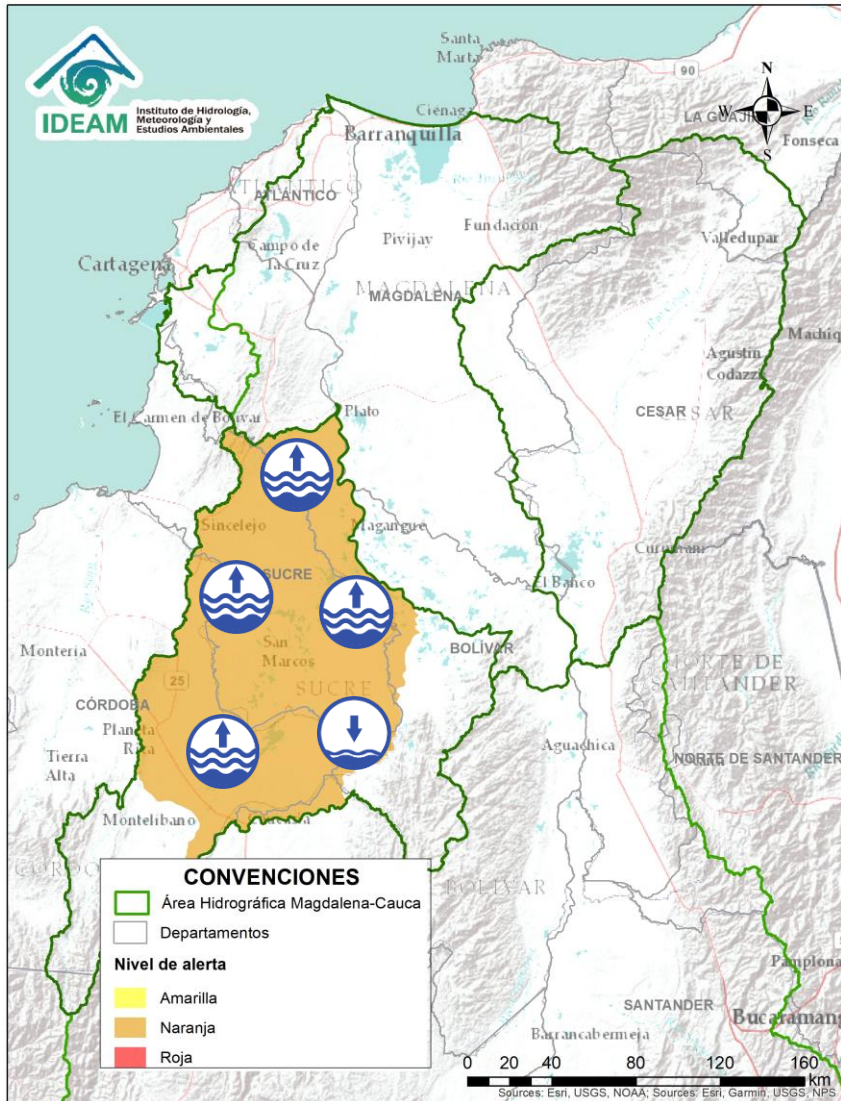 IDEAM
Instituto de Hidrología,
Meteorología y
Estudios Ambientales
Santa
Marta
90
N
W
E
S
Ciénaga
LA GUAJIRA
Barranquilla
Fonseca
ATLÁNTICO
ATLÁNTICO
Fundación
Pivijay
Valledupar
Campo de
la Cruz
Cartagena
MAGDALENA
MAGDALENA
Machiq
Agustín
Codazzi
CESAR
CESAR
El Carmen de Bolívar
Plato
Sincelejo
Magangue
Curumaní
SUCRE
El Banco
Montería
San
Marcos
BOLÍVAR
NORTE DE
SANTANDER
25
SUCRE
CÓRDOBA
Planeta
Rica
Aguachica
Tierra
Alta
NORTE DE SANTANDER
Montelíbano
BOLÍVAR
CONVENCIONES
Área Hidrográfica Magdalena-Cauca
Departamentos
Nivel de alerta
Amarilla
Naranja
Roja
Pamplona
SANTANDER
Bucaramang
Barrancabermeja
0 20 40 80 120 160
km
Sources: Esri, USGS, NOAA; Sources: Esri, Garmin, USGS, NPS